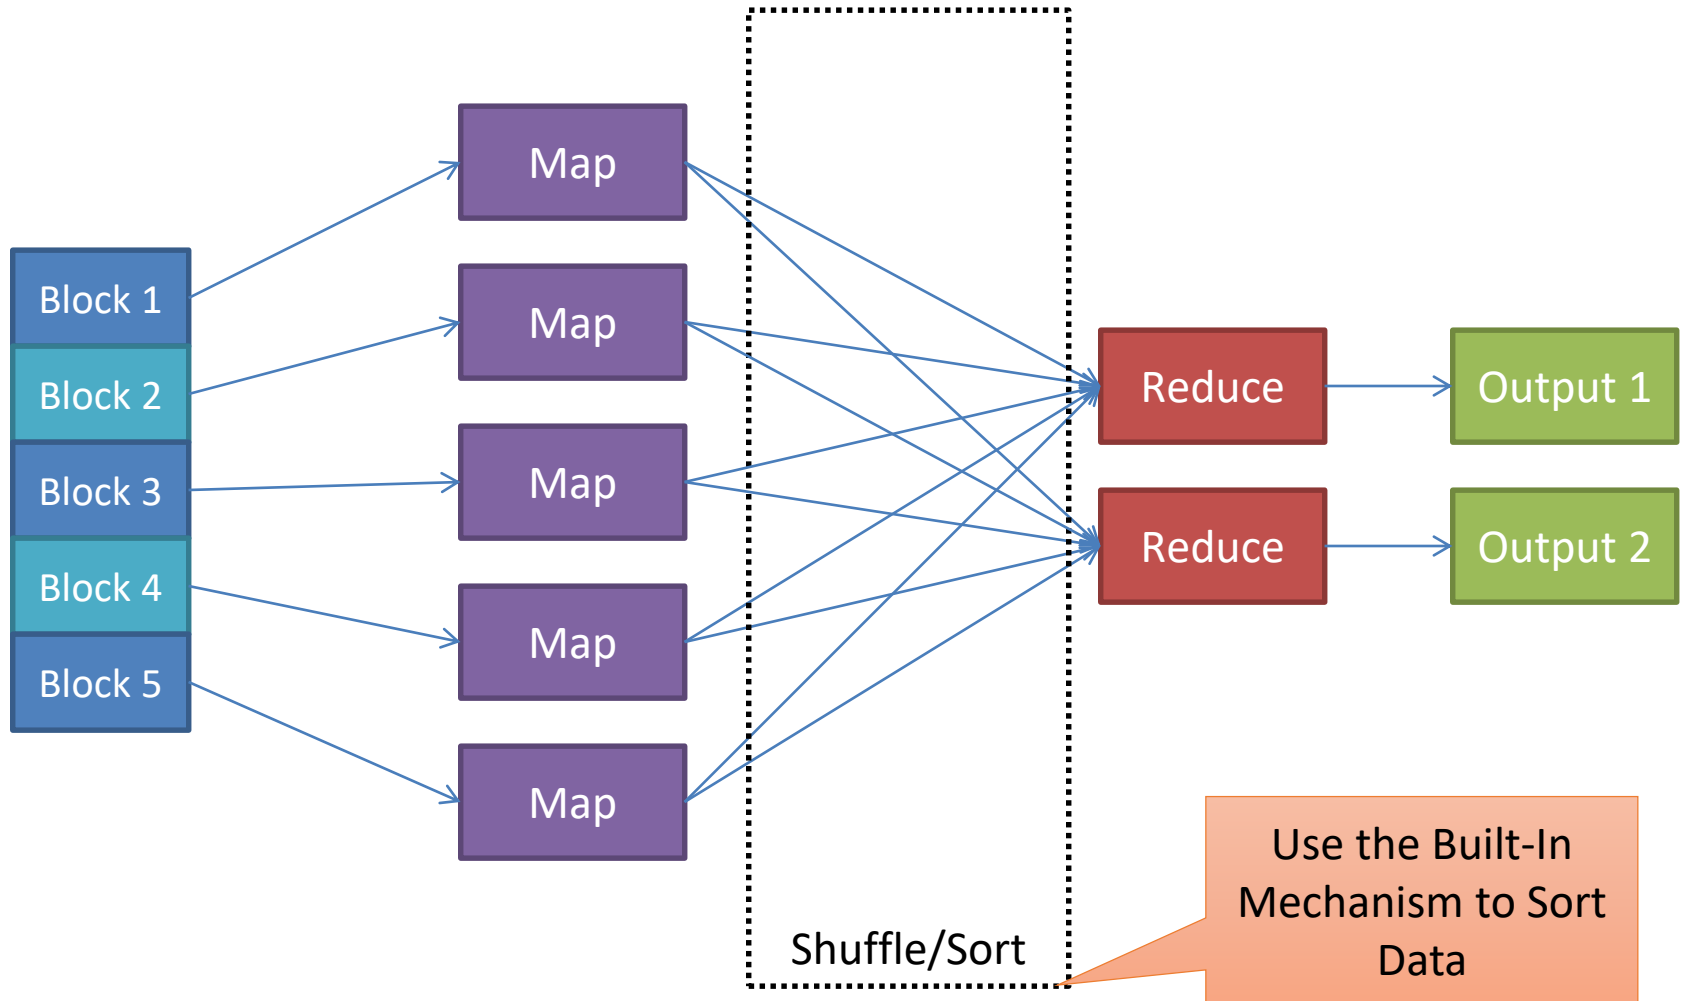 Block 1
Block 2
Block 3
Block 4
Block 5
Map
Map
Map
Map
Map
Shuffle/Sort
Reduce
Reduce
Output 1
Output 2
Use the Built-In
Mechanism to Sort
Data